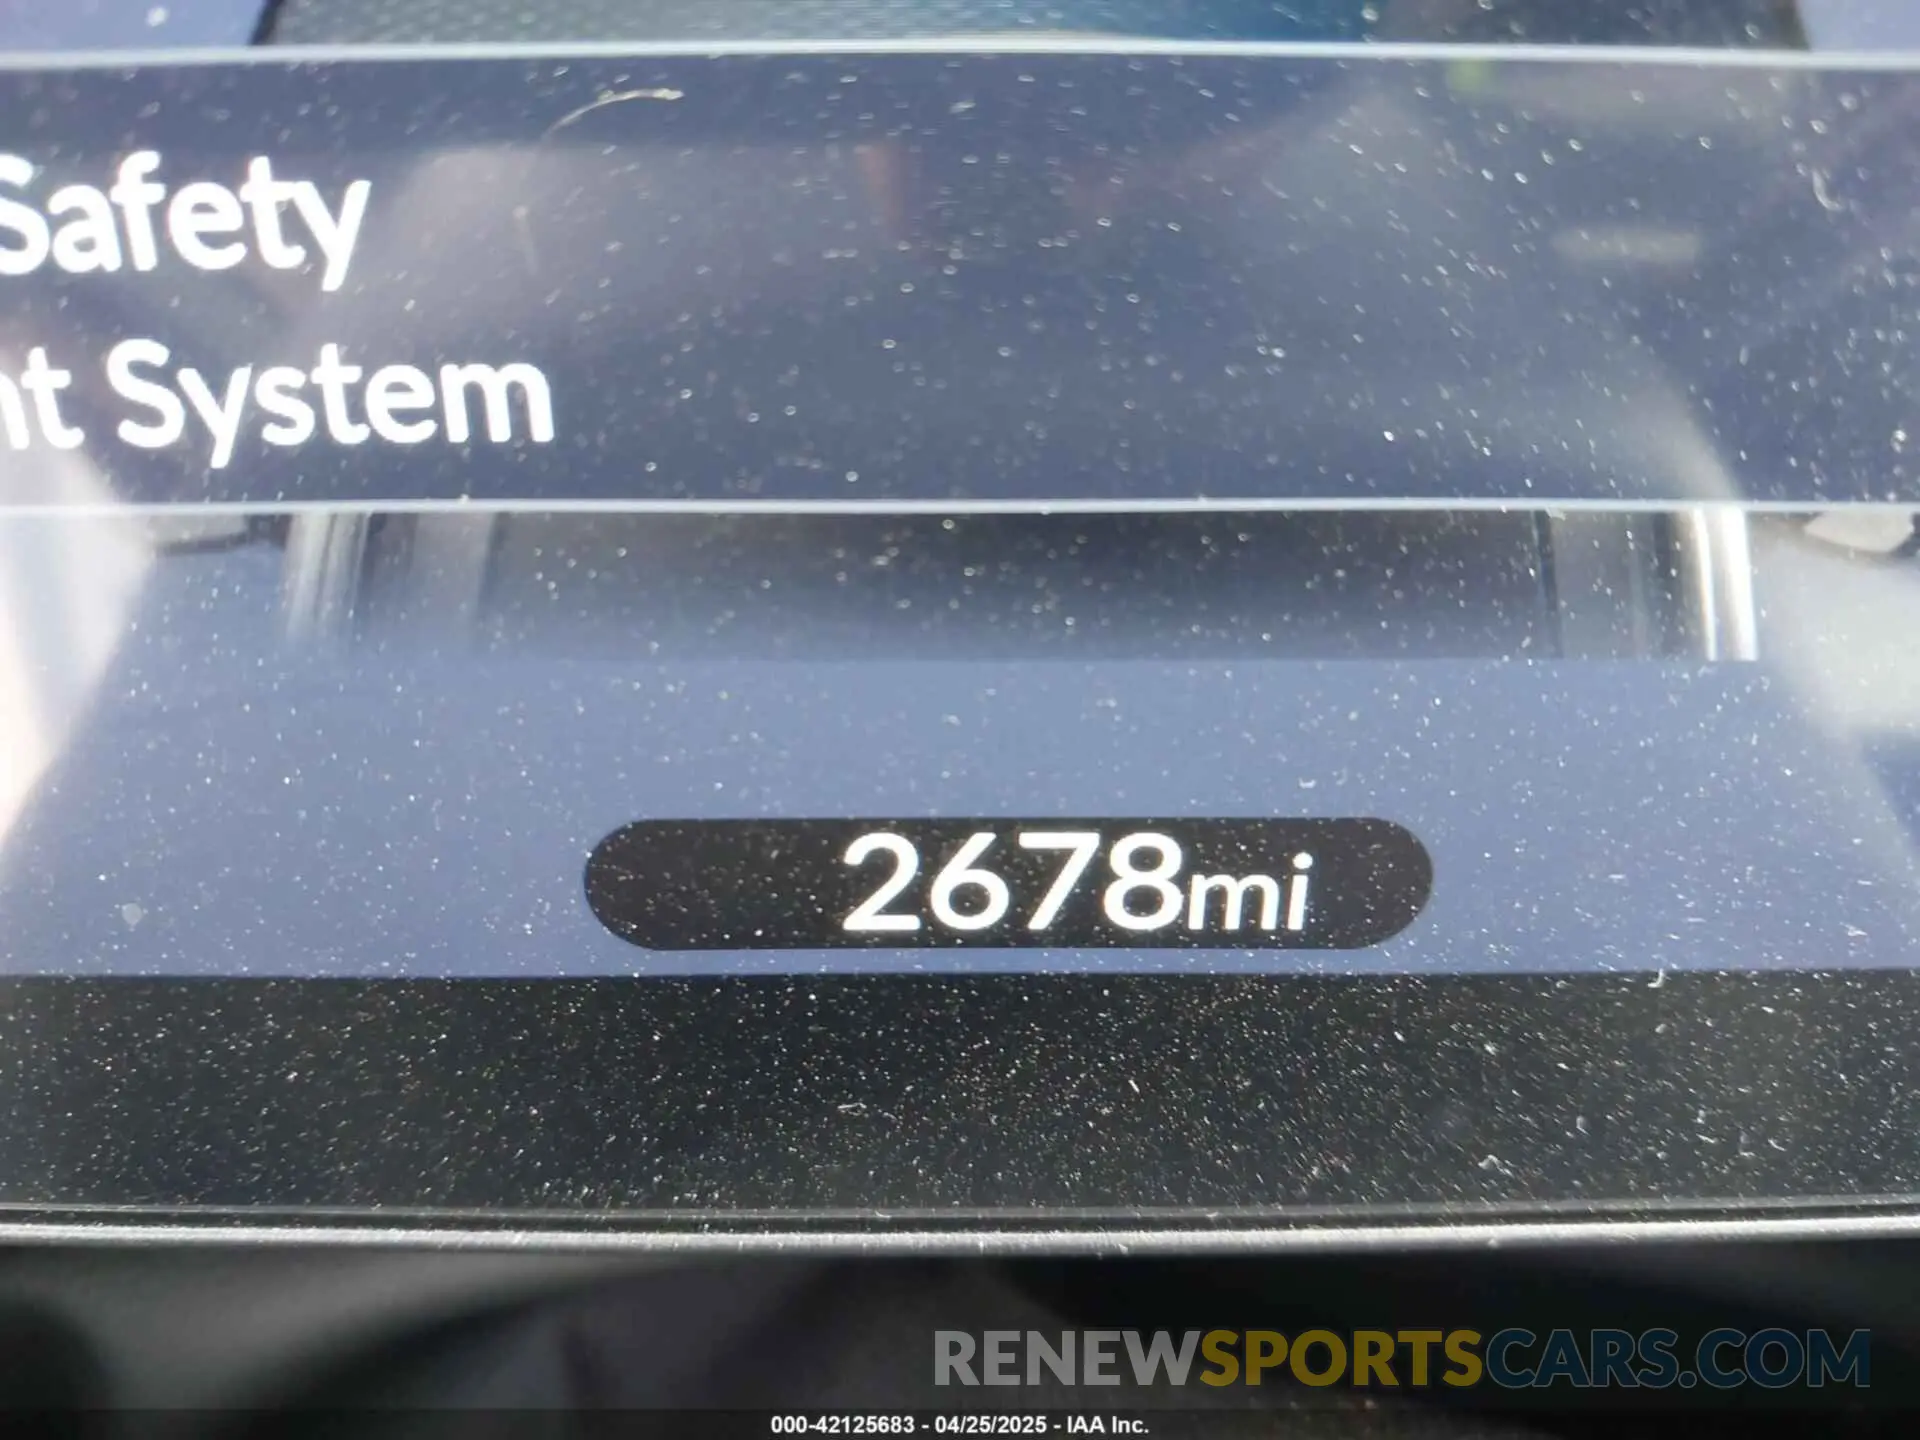 Safety
nt System
2678mi
RENEWSPORTSCARS.COM
000-42125683 - 04/25/2025 - IAA Inc.